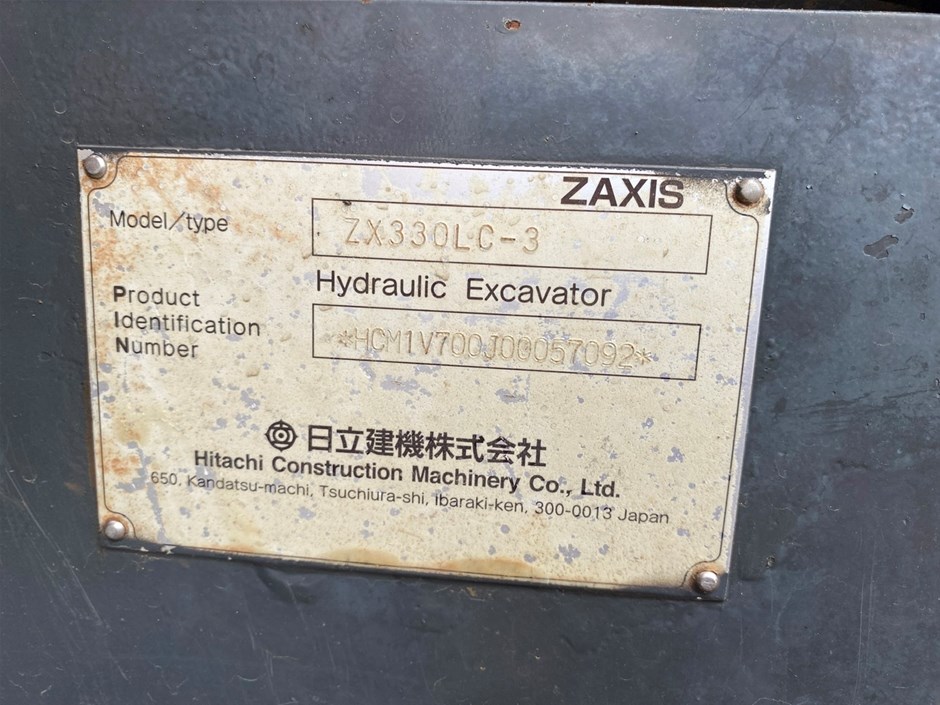 ZAXIS
Model/type ZX330LC-3
Hydraulic Excavator
Product
Identification
Number
*HCM1V700J00057092*
日立建機株式会社
Hitachi Construction Machinery Co., Ltd.
650, Kandatsu-machi, Tsuchiura-shi, Ibaraki-ken, 300-0013 Japan